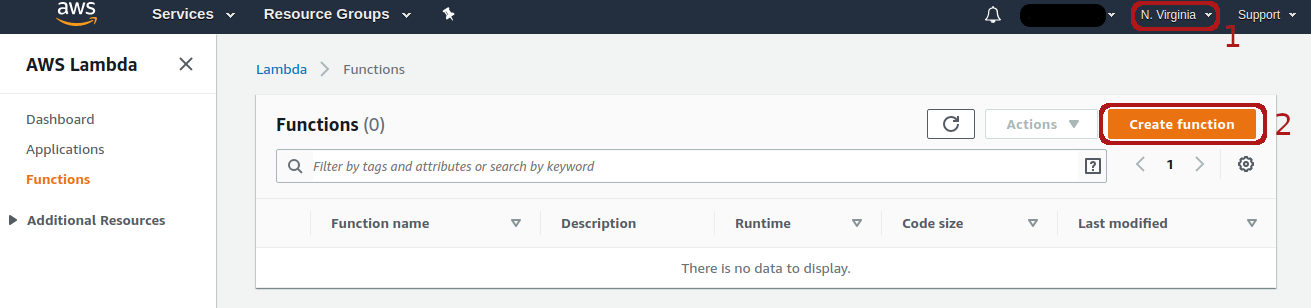 aws Services Resource Groups N. Virginia Support
1
AWS Lambda
Lambda Functions
Dashboard
Applications
Functions
Additional Resources
Functions (0) Actions Create function 2
Filter by tags and attributes or search by keyword ? 1
Function name Description Runtime Code size Last modified
There is no data to display.